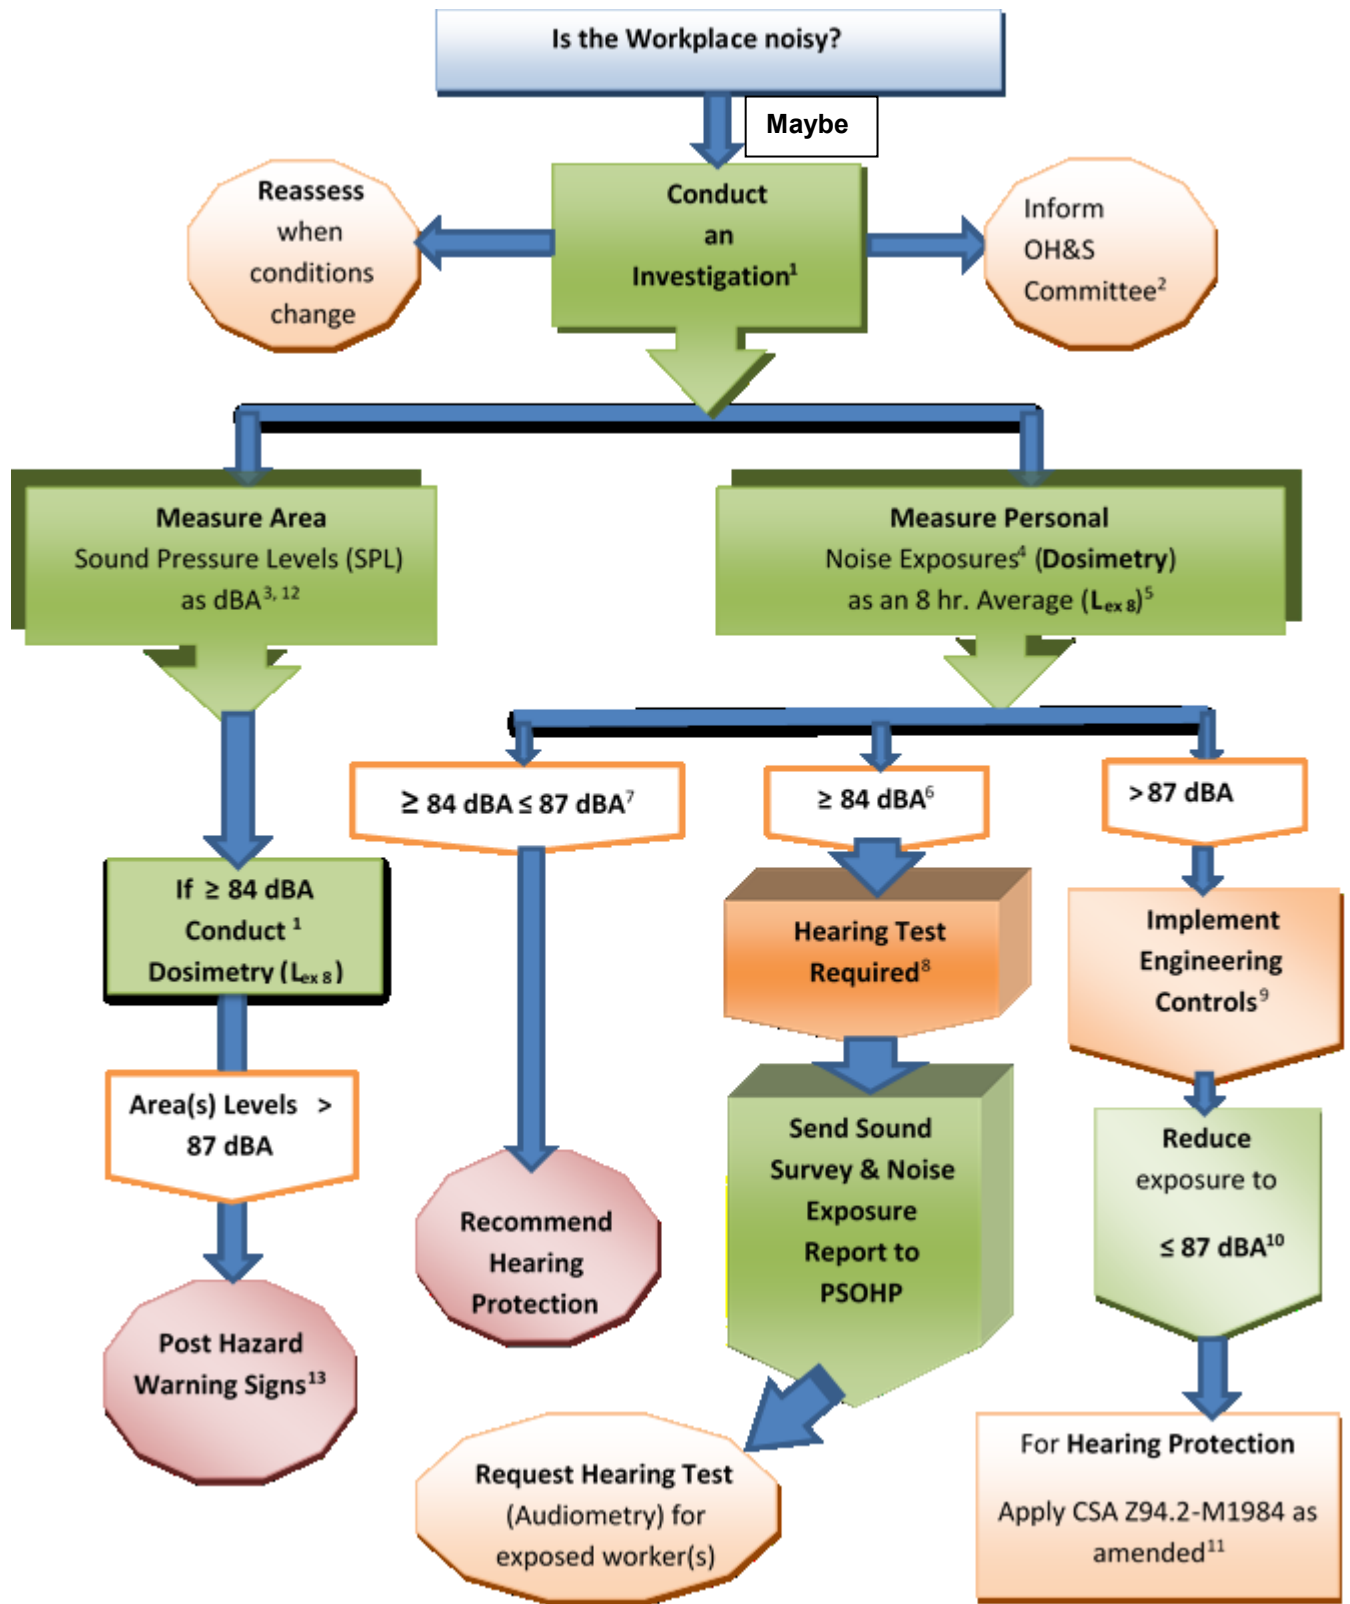 Is the Workplace noisy?
Maybe
Reassess
when
conditions
change
Conduct
an
Investigation1
Inform
OH&S
Committee2
Measure Area
Sound Pressure Levels (SPL)
as dBA3, 12
Measure Personal
Noise Exposures4 (Dosimetry)
as an 8 hr. Average (Lex 8)5
≥ 84 dBA ≤ 87 dBA7
≥ 84 dBA6
> 87 dBA
If ≥ 84 dBA
Conduct 1
Dosimetry (Lex 8)
Hearing Test
Required8
Implement
Engineering
Controls9
Area(s) Levels >
87 dBA
Send Sound
Survey & Noise
Exposure
Report to
PSOHP
Reduce
exposure to
≤ 87 dBA10
Recommend
Hearing
Protection
Post Hazard
Warning Signs13
Request Hearing Test
(Audiometry) for
exposed worker(s)
For Hearing Protection
Apply CSA Z94.2-M1984 as
amended11